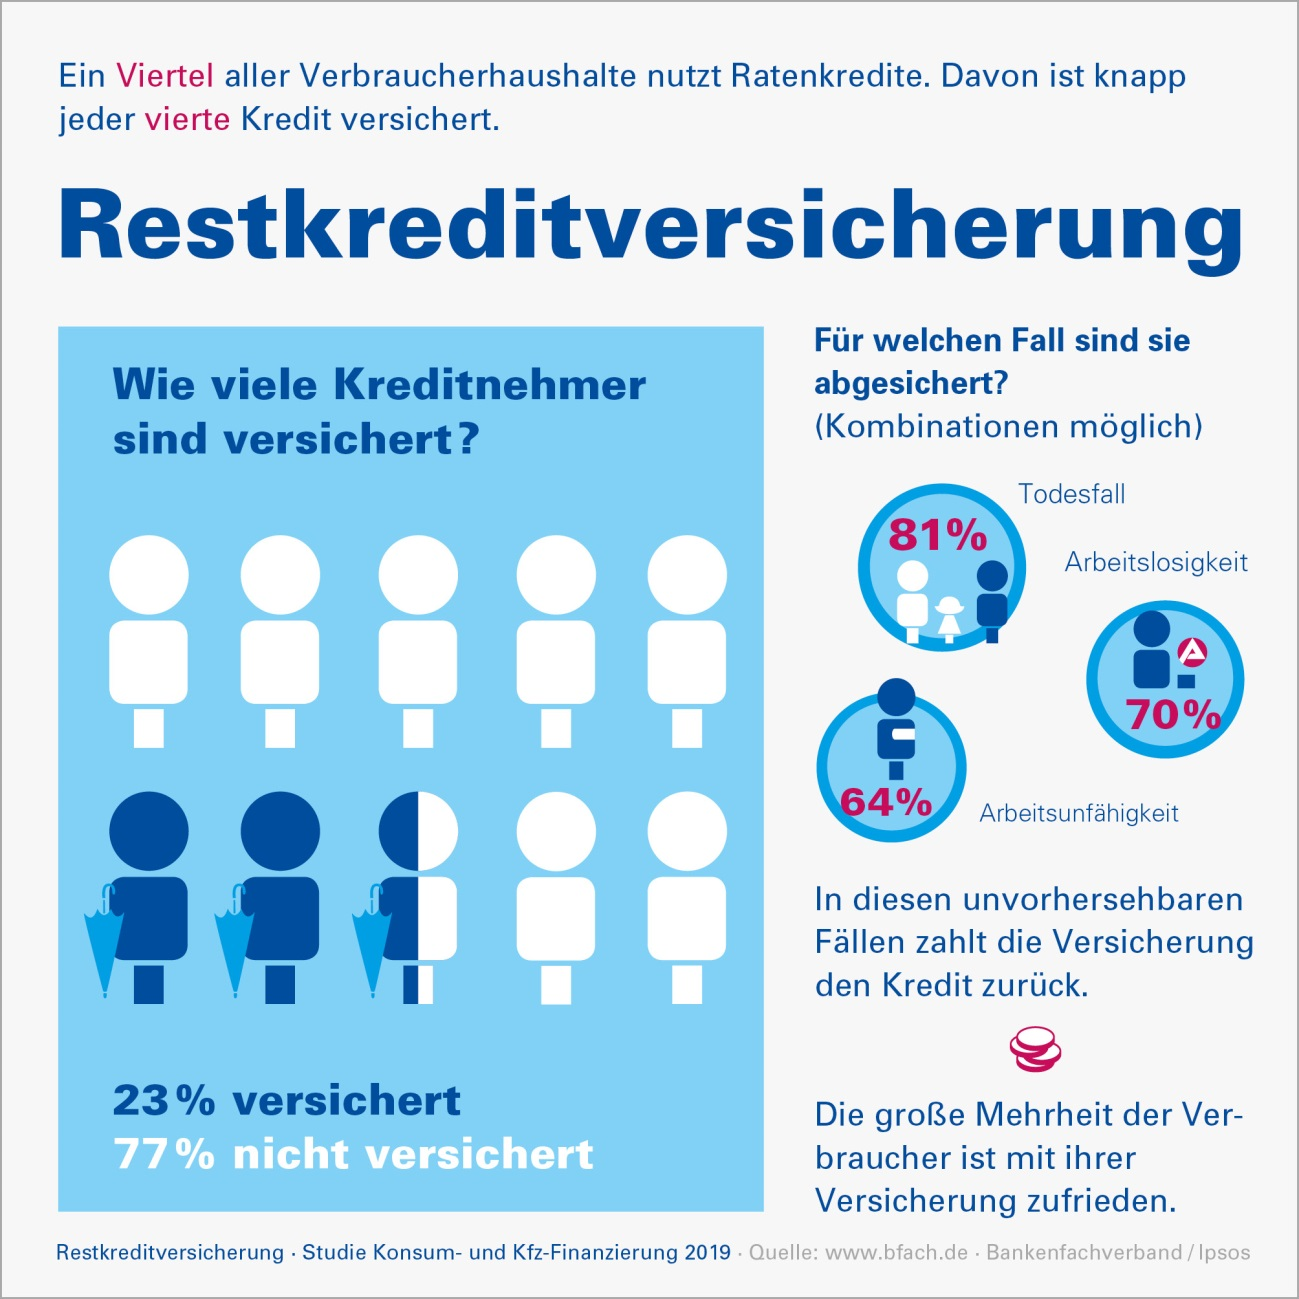 Ein Viertel aller Verbraucherhaushalte nutzt Ratenkredite. Davon ist knapp
jeder vierte Kredit versichert.
Restkreditversicherung
Wie viele Kreditnehmer
sind versichert?
23% versichert
77% nicht versichert
Für welchen Fall sind sie
abgesichert?
(Kombinationen möglich)
Todesfall
81%
Arbeitslosigkeit
70%
64%
Arbeitsunfähigkeit
In diesen unvorhersehbaren
Fällen zahlt die Versicherung
den Kredit zurück.
Die große Mehrheit der Ver-
braucher ist mit ihrer
Versicherung zufrieden.
Restkreditversicherung · Studie Konsum- und Kfz-Finanzierung 2019 · Quelle: www.bfach.de · Bankenfachverband / Ipsos